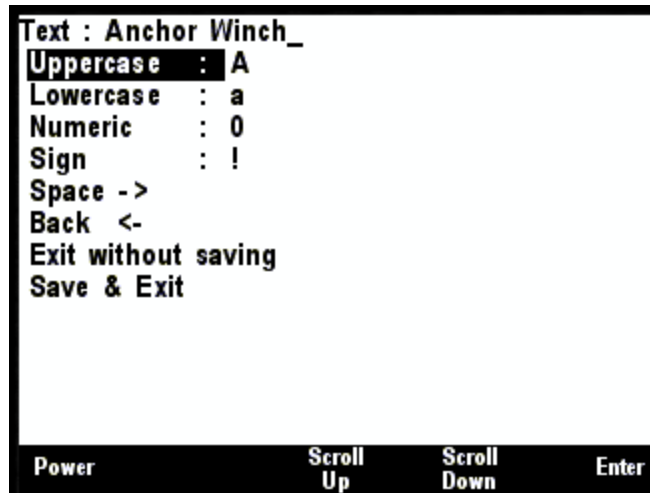 Text : Anchor Winch_
Uppercase : A
Lowercase : a
Numeric : 0
Sign : !
Space ->
Back <-
Exit without saving
Save & Exit
Power Scroll Up Scroll Down Enter